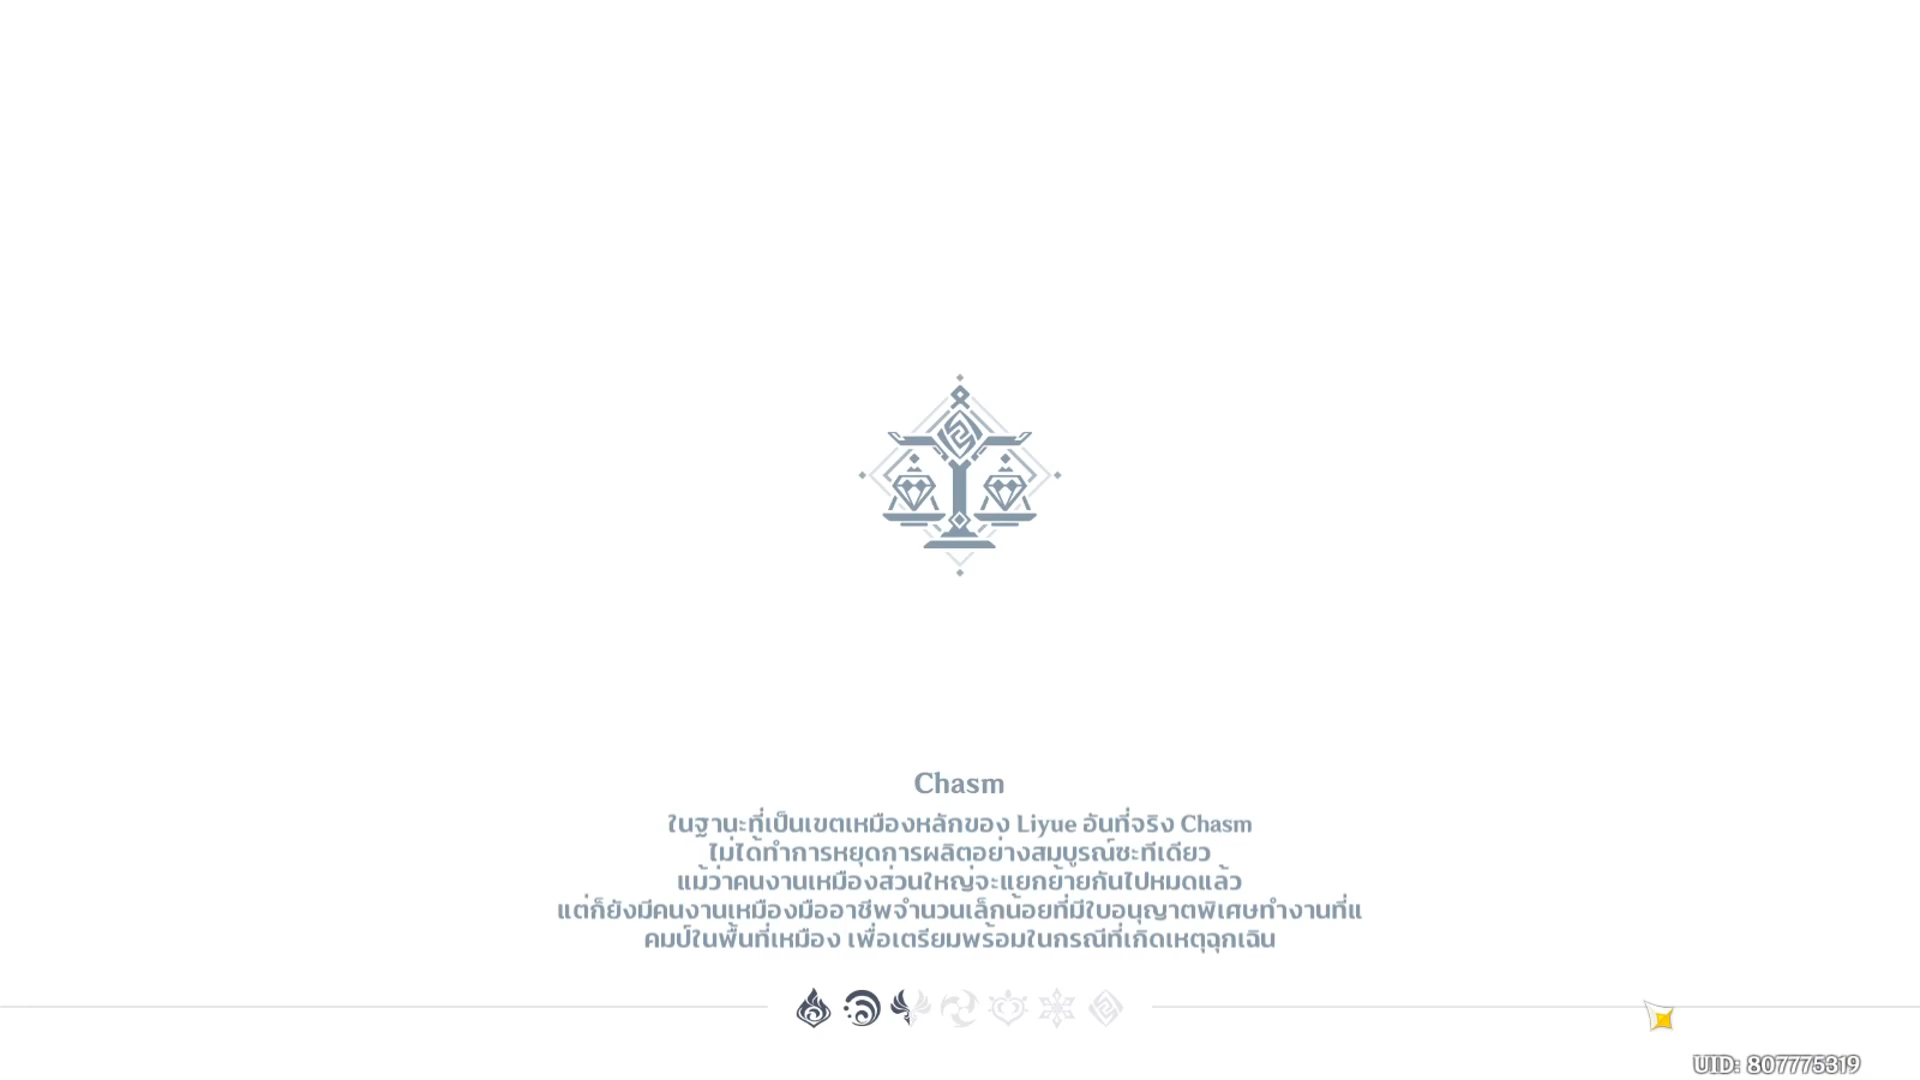 Chasm
ในฐานะที่เป็นเขตเหมืองหลักของ Liyue อันที่จริง Chasm
ไม่ได้ทำการหยุดการผลิตอย่างสมบูรณ์ซะทีเดียว
แม้ว่าคนงานเหมืองส่วนใหญ่จะแยกย้ายกันไปหมดแล้ว
แต่ก็ยังมีคนงานเหมืองมืออาชีพจำนวนเล็กน้อยที่มีใบอนุญาตพิเศษทำงานที่แ
คมป์ในพื้นที่เหมือง เพื่อเตรียมพร้อมในกรณีที่เกิดเหตุฉุกเฉิน
UID: 807775319